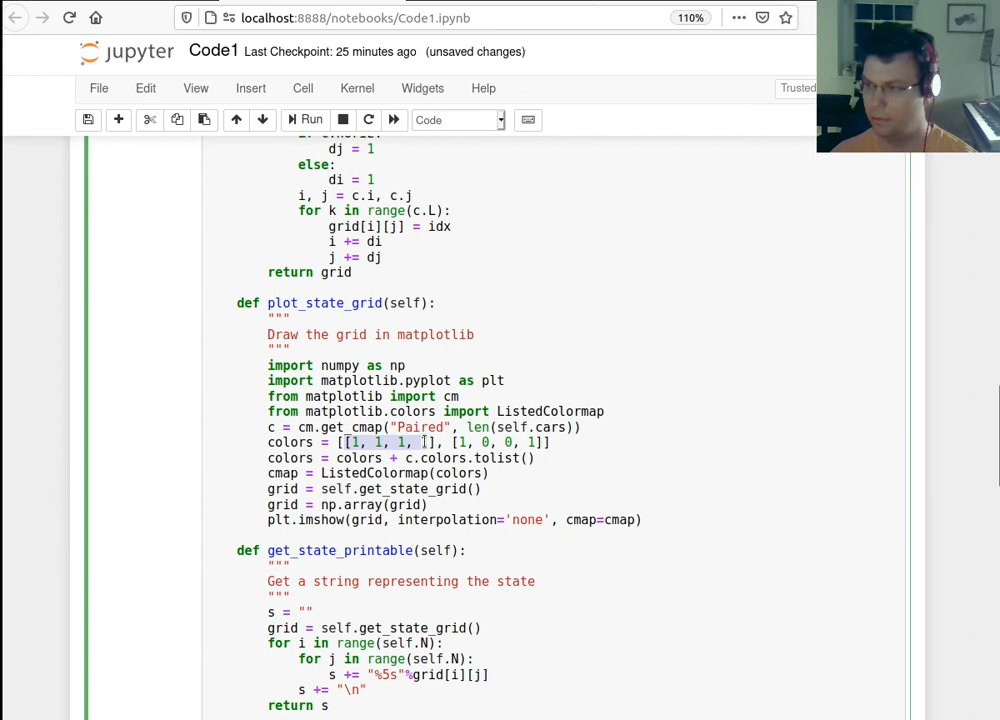 localhost:8888/notebooks/Code1.ipynb
110%
jupyter Code1 Last Checkpoint: 25 minutes ago (unsaved changes)
File Edit View Insert Cell Kernel Widgets Help
Trusted
Run
Code
dj = 1
else:
di = 1
i, j = c.i, c.j
for k in range(c.L):
grid[i][j] = idx
i += di
j += dj
return grid
def plot_state_grid(self):
"""
Draw the grid in matplotlib
"""
import numpy as np
import matplotlib.pyplot as plt
from matplotlib import cm
from matplotlib.colors import ListedColormap
c = cm.get_cmap("Paired", len(self.cars))
colors = [[1, 1, 1, 1], [1, 0, 0, 1]]
colors = colors + c.colors.tolist()
cmap = ListedColormap(colors)
grid = self.get_state_grid()
grid = np.array(grid)
plt.imshow(grid, interpolation='none', cmap=cmap)
def get_state_printable(self):
"""
Get a string representing the state
"""
s = ""
grid = self.get_state_grid()
for i in range(self.N):
for j in range(self.N):
s += "%5s"%grid[i][j]
s += "\n"
return s